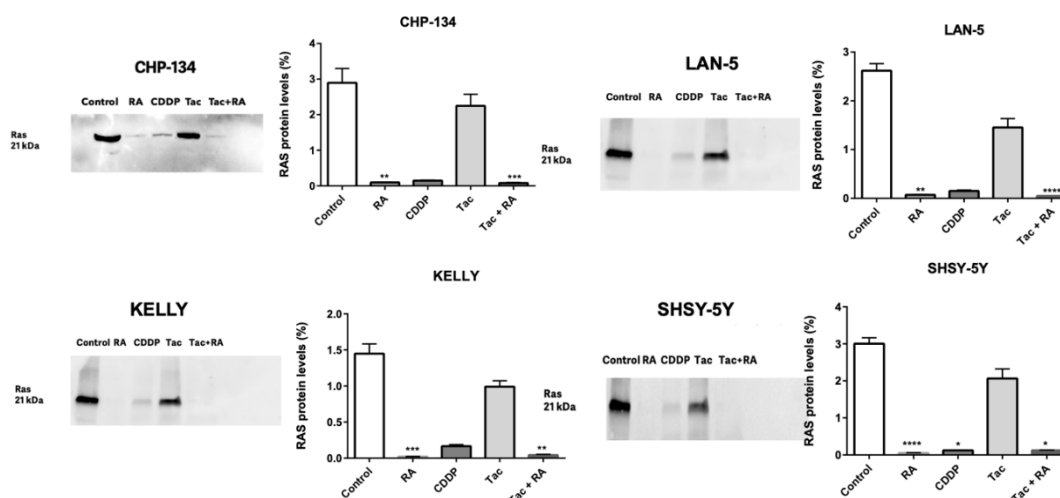 CHP-134
Control RA CDDP Tac Tac+RA
Ras
21 kDa
CHP-134
RAS protein levels (%)
4
3
2
1
0
** ***
Control RA CDDP Tac Tac + RA
LAN-5
Control RA CDDP Tac Tac+RA
Ras
21 kDa
LAN-5
RAS protein levels (%)
3
2
1
0
** ****
Control RA CDDP Tac Tac + RA
KELLY
Control RA CDDP Tac Tac+RA
Ras
21 kDa
KELLY
RAS protein levels (%)
1.5
1.0
0.5
0.0
*** **
Control RA CDDP Tac Tac + RA
SHSY-5Y
Control RA CDDP Tac Tac+RA
Ras
21 kDa
SHSY-5Y
RAS protein levels (%)
4
3
2
1
0
**** * *
Control RA CDDP Tac Tac + RA